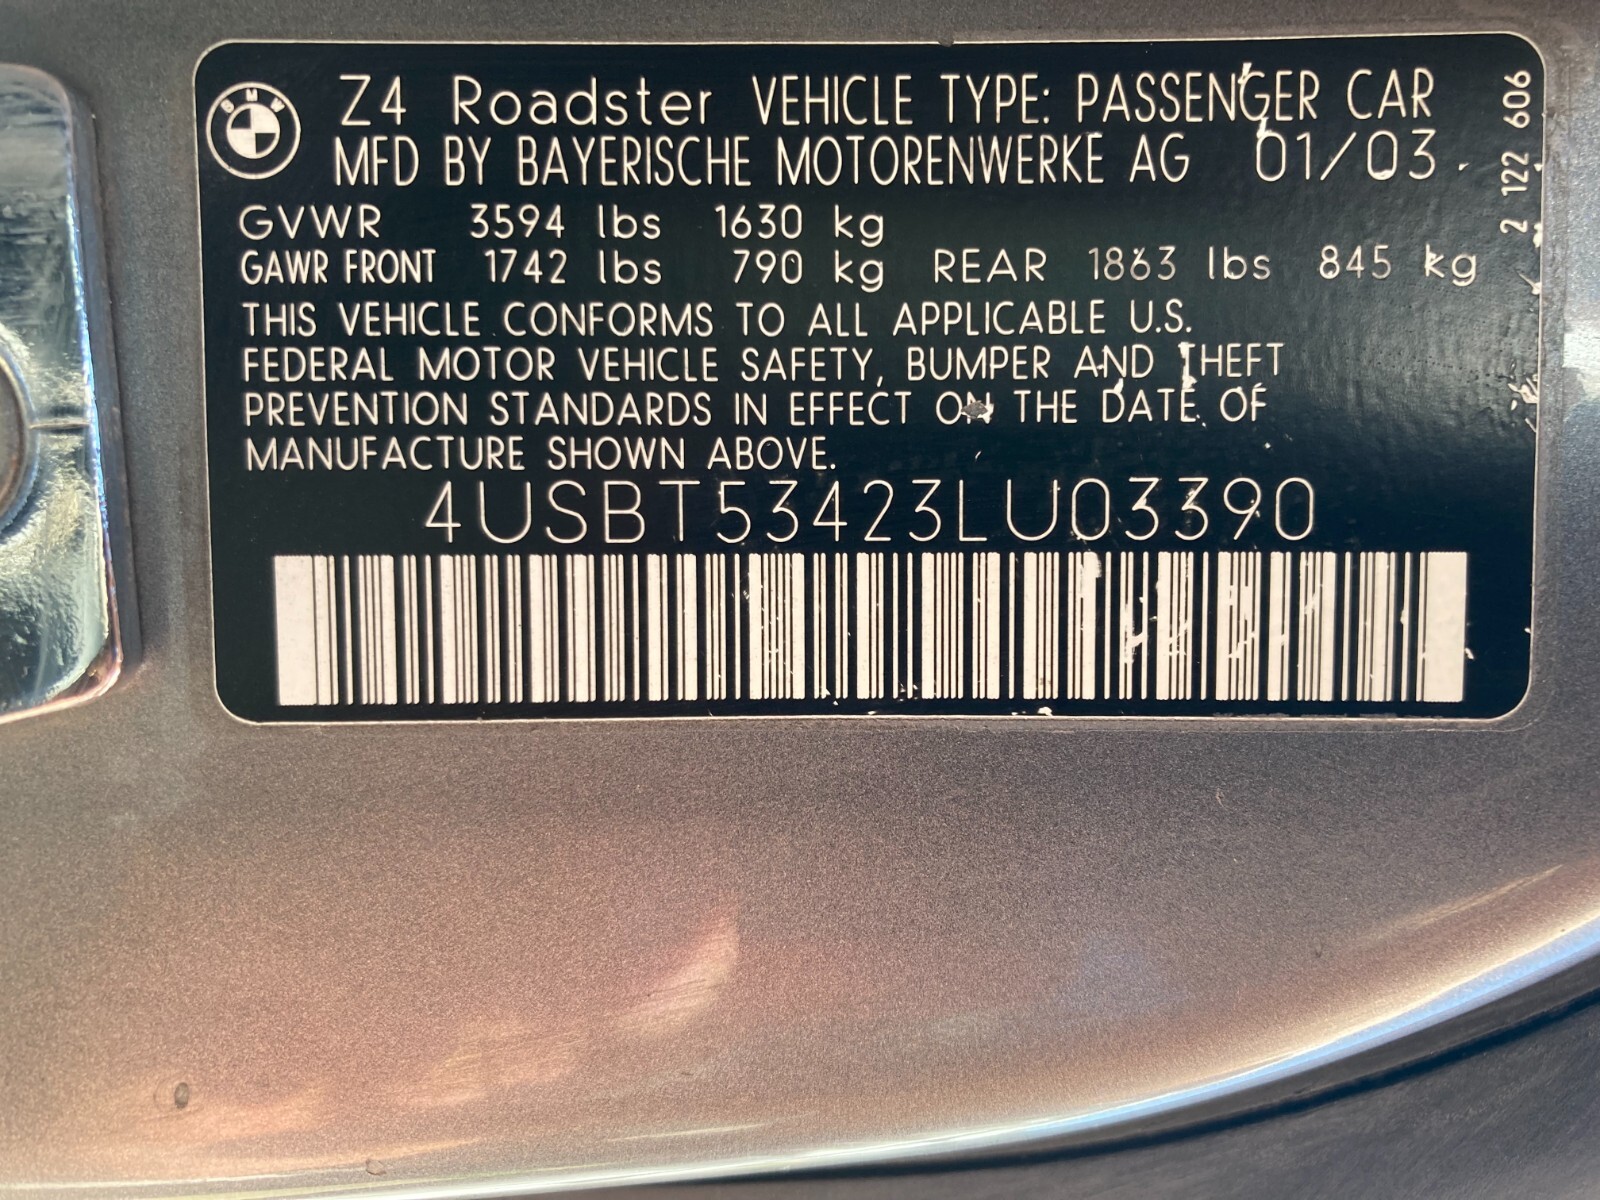 BMW
Z4 Roadster VEHICLE TYPE: PASSENGER CAR
MFD BY BAYERISCHE MOTORENWERKE AG 01/03
GVWR 3594 lbs 1630 kg
GAWR FRONT 1742 lbs 790 kg REAR 1863 lbs 845 kg
THIS VEHICLE CONFORMS TO ALL APPLICABLE U.S.
FEDERAL MOTOR VEHICLE SAFETY, BUMPER AND THEFT
PREVENTION STANDARDS IN EFFECT ON THE DATE OF
MANUFACTURE SHOWN ABOVE.
4USBT53423LU03390
2 122 606